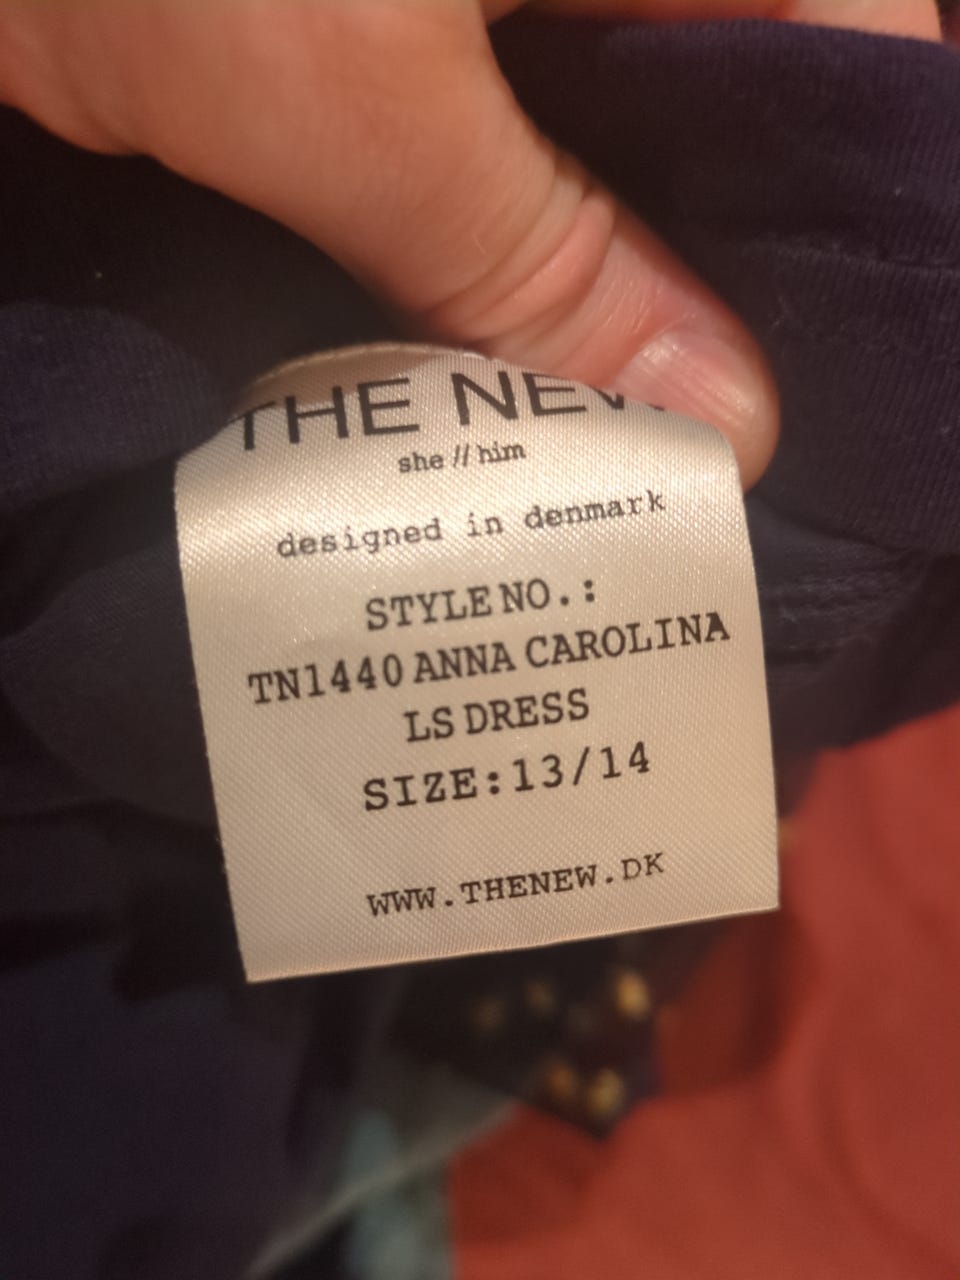 THE NEW
she // him
designed in denmark
STYLE NO.:
TN1440 ANNA CAROLINA
LS DRESS
SIZE:13/14
WWW.THENEW.DK